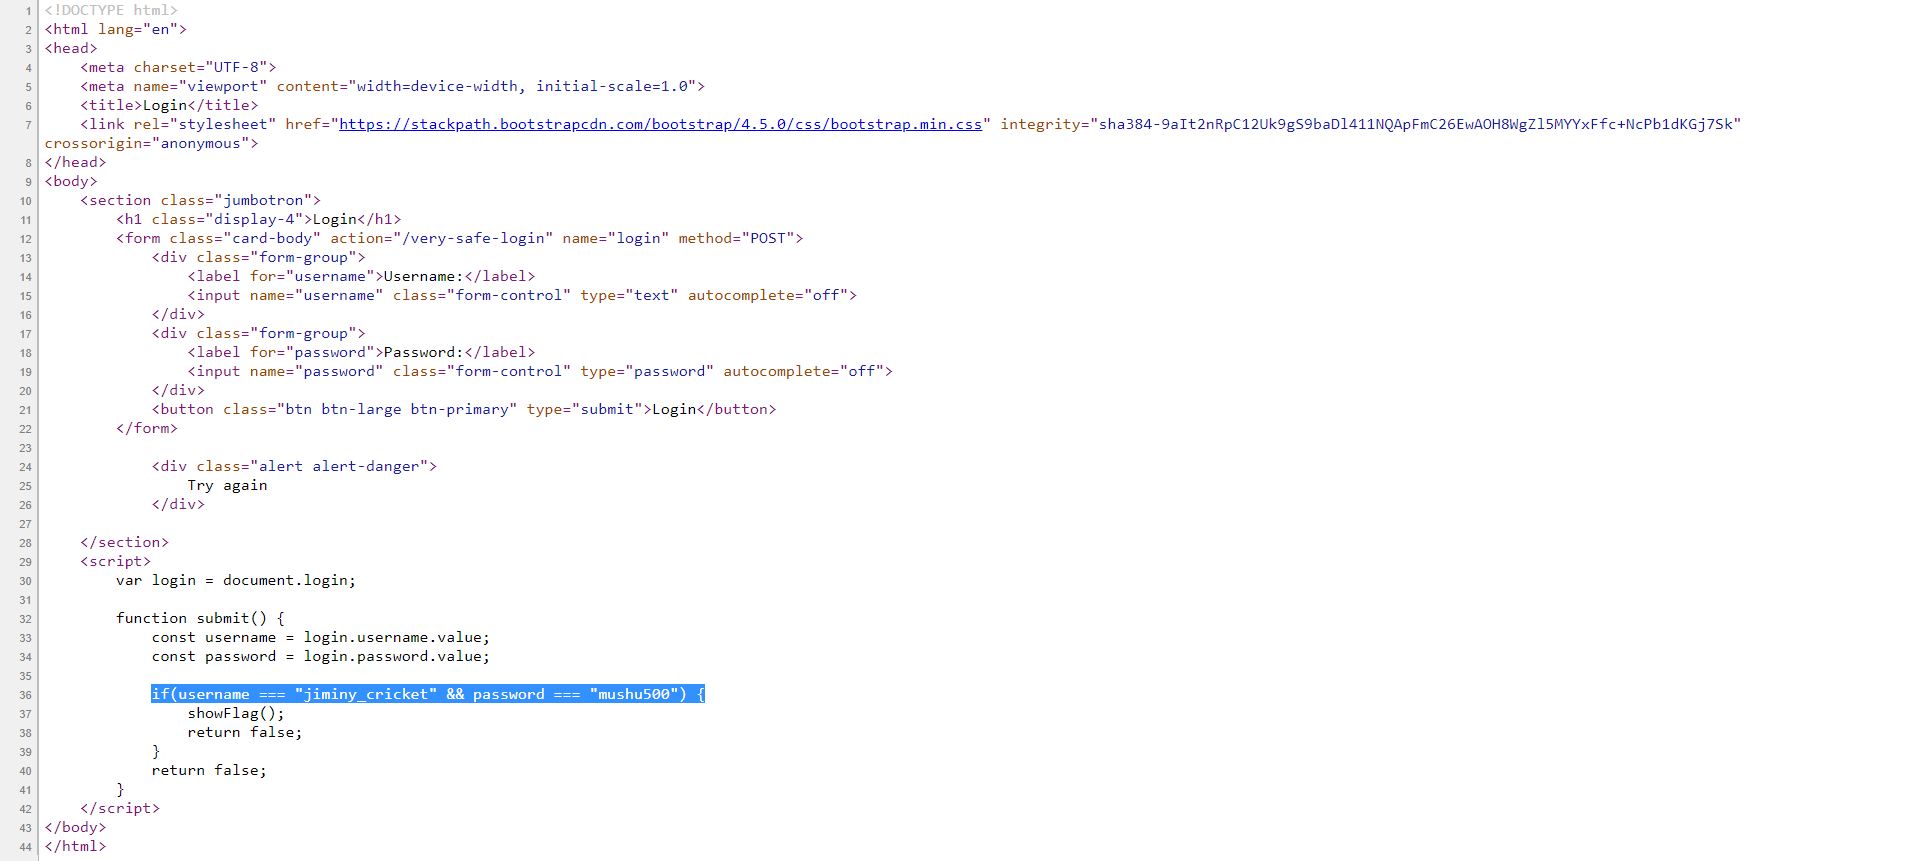 1 <!DOCTYPE html>
2 <html lang="en">
3 <head>
4     <meta charset="UTF-8">
5     <meta name="viewport" content="width=device-width, initial-scale=1.0">
6     <title>Login</title>
7     <link rel="stylesheet" href="https://stackpath.bootstrapcdn.com/bootstrap/4.5.0/css/bootstrap.min.css" integrity="sha384-9aIt2nRpC12Uk9gS9baDl411NQApFmC26EwAOH8WgZl5MYYxFfc+NcPb1dKGj7Sk"
crossorigin="anonymous">
8 </head>
9 <body>
10     <section class="jumbotron">
11         <h1 class="display-4">Login</h1>
12         <form class="card-body" action="/very-safe-login" name="login" method="POST">
13             <div class="form-group">
14                 <label for="username">Username:</label>
15                 <input name="username" class="form-control" type="text" autocomplete="off">
16             </div>
17             <div class="form-group">
18                 <label for="password">Password:</label>
19                 <input name="password" class="form-control" type="password" autocomplete="off">
20             </div>
21             <button class="btn btn-large btn-primary" type="submit">Login</button>
22         </form>
23
24             <div class="alert alert-danger">
25                 Try again
26             </div>
27
28     </section>
29     <script>
30         var login = document.login;
31
32         function submit() {
33             const username = login.username.value;
34             const password = login.password.value;
35
36             if(username === "jiminy_cricket" && password === "mushu500") {
37                 showFlag();
38                 return false;
39             }
40             return false;
41         }
42     </script>
43 </body>
44 </html>